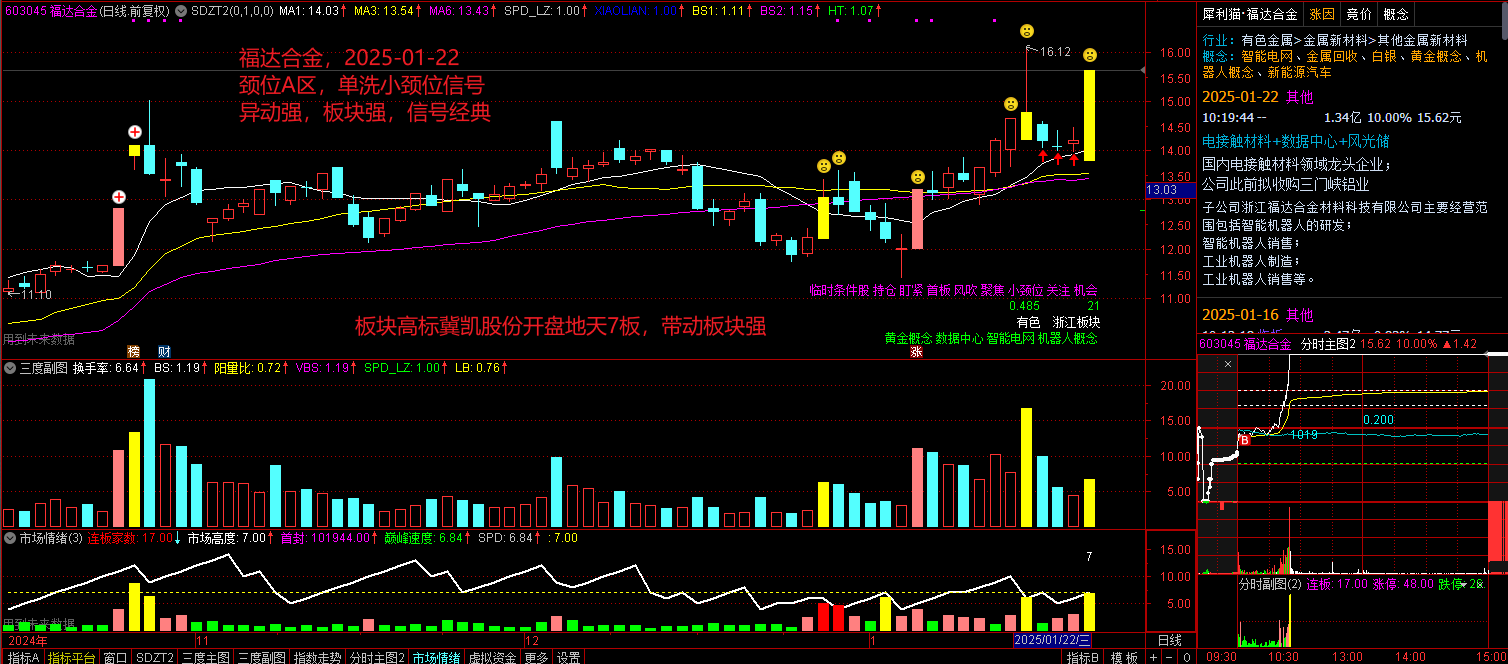 603045 福达合金(日线.前复权) SDZT2(0,1,0,0) MA1: 14.03↑ MA3: 13.54↑ MA6: 13.43↑ SPD_LZ: 1.00↑ XIAOLIAN: 1.00↑ BS1: 1.11↑ BS2: 1.15↑ HT: 1.07↑
福达合金，2025-01-22
颈位A区，单洗小颈位信号
异动强，板块强，信号经典
16.12
11.10
板块高标冀凯股份开盘地天7板，带动板块强
临时条件股 持仓 盯紧 首板 风吹 聚焦 小颈位 关注 机会
0.485 21
有色 浙江板块
黄金概念 数据中心 智能电网 机器人概念
用到未来数据
榜 财 涨
16.00
15.50
15.00
14.50
14.00
13.50
13.03
13.00
12.50
12.00
11.50
11.00
三度副图 换手率: 6.64↑ BS: 1.19↑ 阳量比: 0.72↑ VBS: 1.19↑ SPD_LZ: 1.00↑ LB: 0.76↑
20.00
15.00
10.00
5.00
市场情绪(3) 连板家数: 17.00↓ 市场高度: 7.00↑ 首封: 101944.00↑ 巅峰速度: 6.84↑ SPD: 6.84↑ : 7.00
7
15.00
10.00
5.00
用到未来数据
2024年 11 12 1 2025/01/22/三 日线
指标A 指标平台 窗口 SDZT2 三度主图 三度副图 指数走势 分时主图2 市场情绪 虚拟资金 更多 设置 指标B 模板 + - 0
犀利猫·福达合金 涨因 竞价 概念
行业: 有色金属>金属新材料>其他金属新材料
概念: 智能电网、金属回收、白银、黄金概念、机
器人概念、新能源汽车
2025-01-22 其他
10:19:44 -- 1.34亿 10.00% 15.62元
电接触材料+数据中心+风光储
国内电接触材料领域龙头企业；
公司此前拟收购三门峡铝业
子公司浙江福达合金材料科技有限公司主要经营范
围包括智能机器人的研发；
智能机器人销售；
工业机器人制造；
工业机器人销售等。
2025-01-16 其他
603045 福达合金 分时主图2 15.62 10.00% ▲1.42
×
0.200
B 1019
分时副图(2) 连板: 17.00 涨停: 48.00 跌停:
09:30 10:30 13:00 14:00 15:00